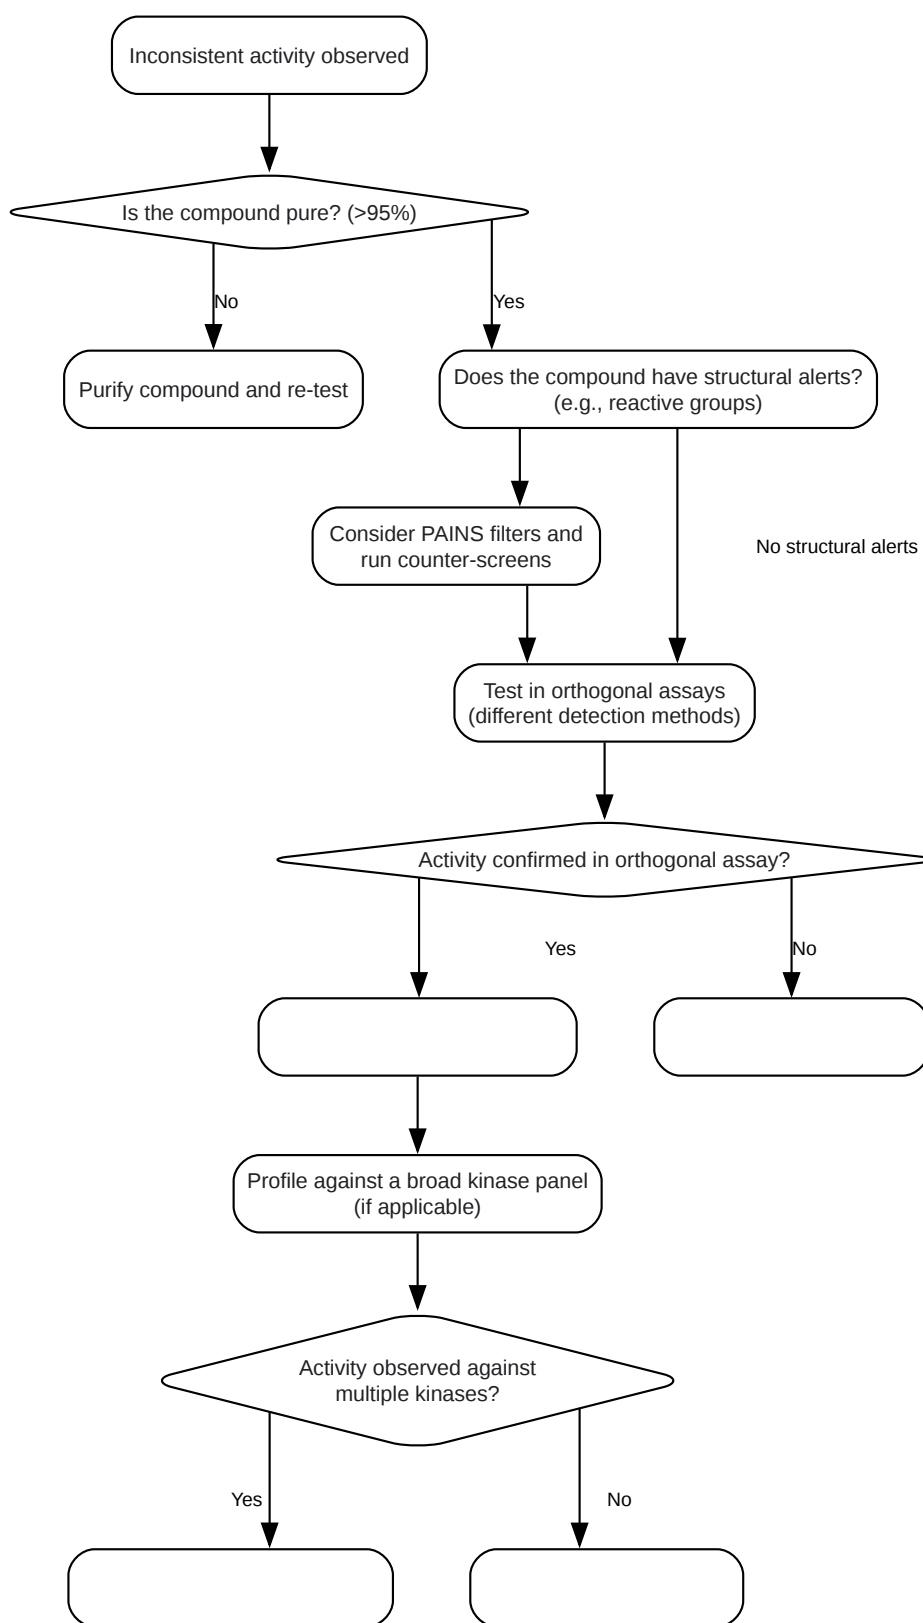 Inconsistent activity observed
Is the compound pure? (>95%)
No
Yes
Purify compound and re-test
Does the compound have structural alerts?
(e.g., reactive groups)
Consider PAINS filters and
run counter-screens
No structural alerts
Test in orthogonal assays
(different detection methods)
Activity confirmed in orthogonal assay?
Yes
No
Profile against a broad kinase panel
(if applicable)
Activity observed against
multiple kinases?
Yes
No